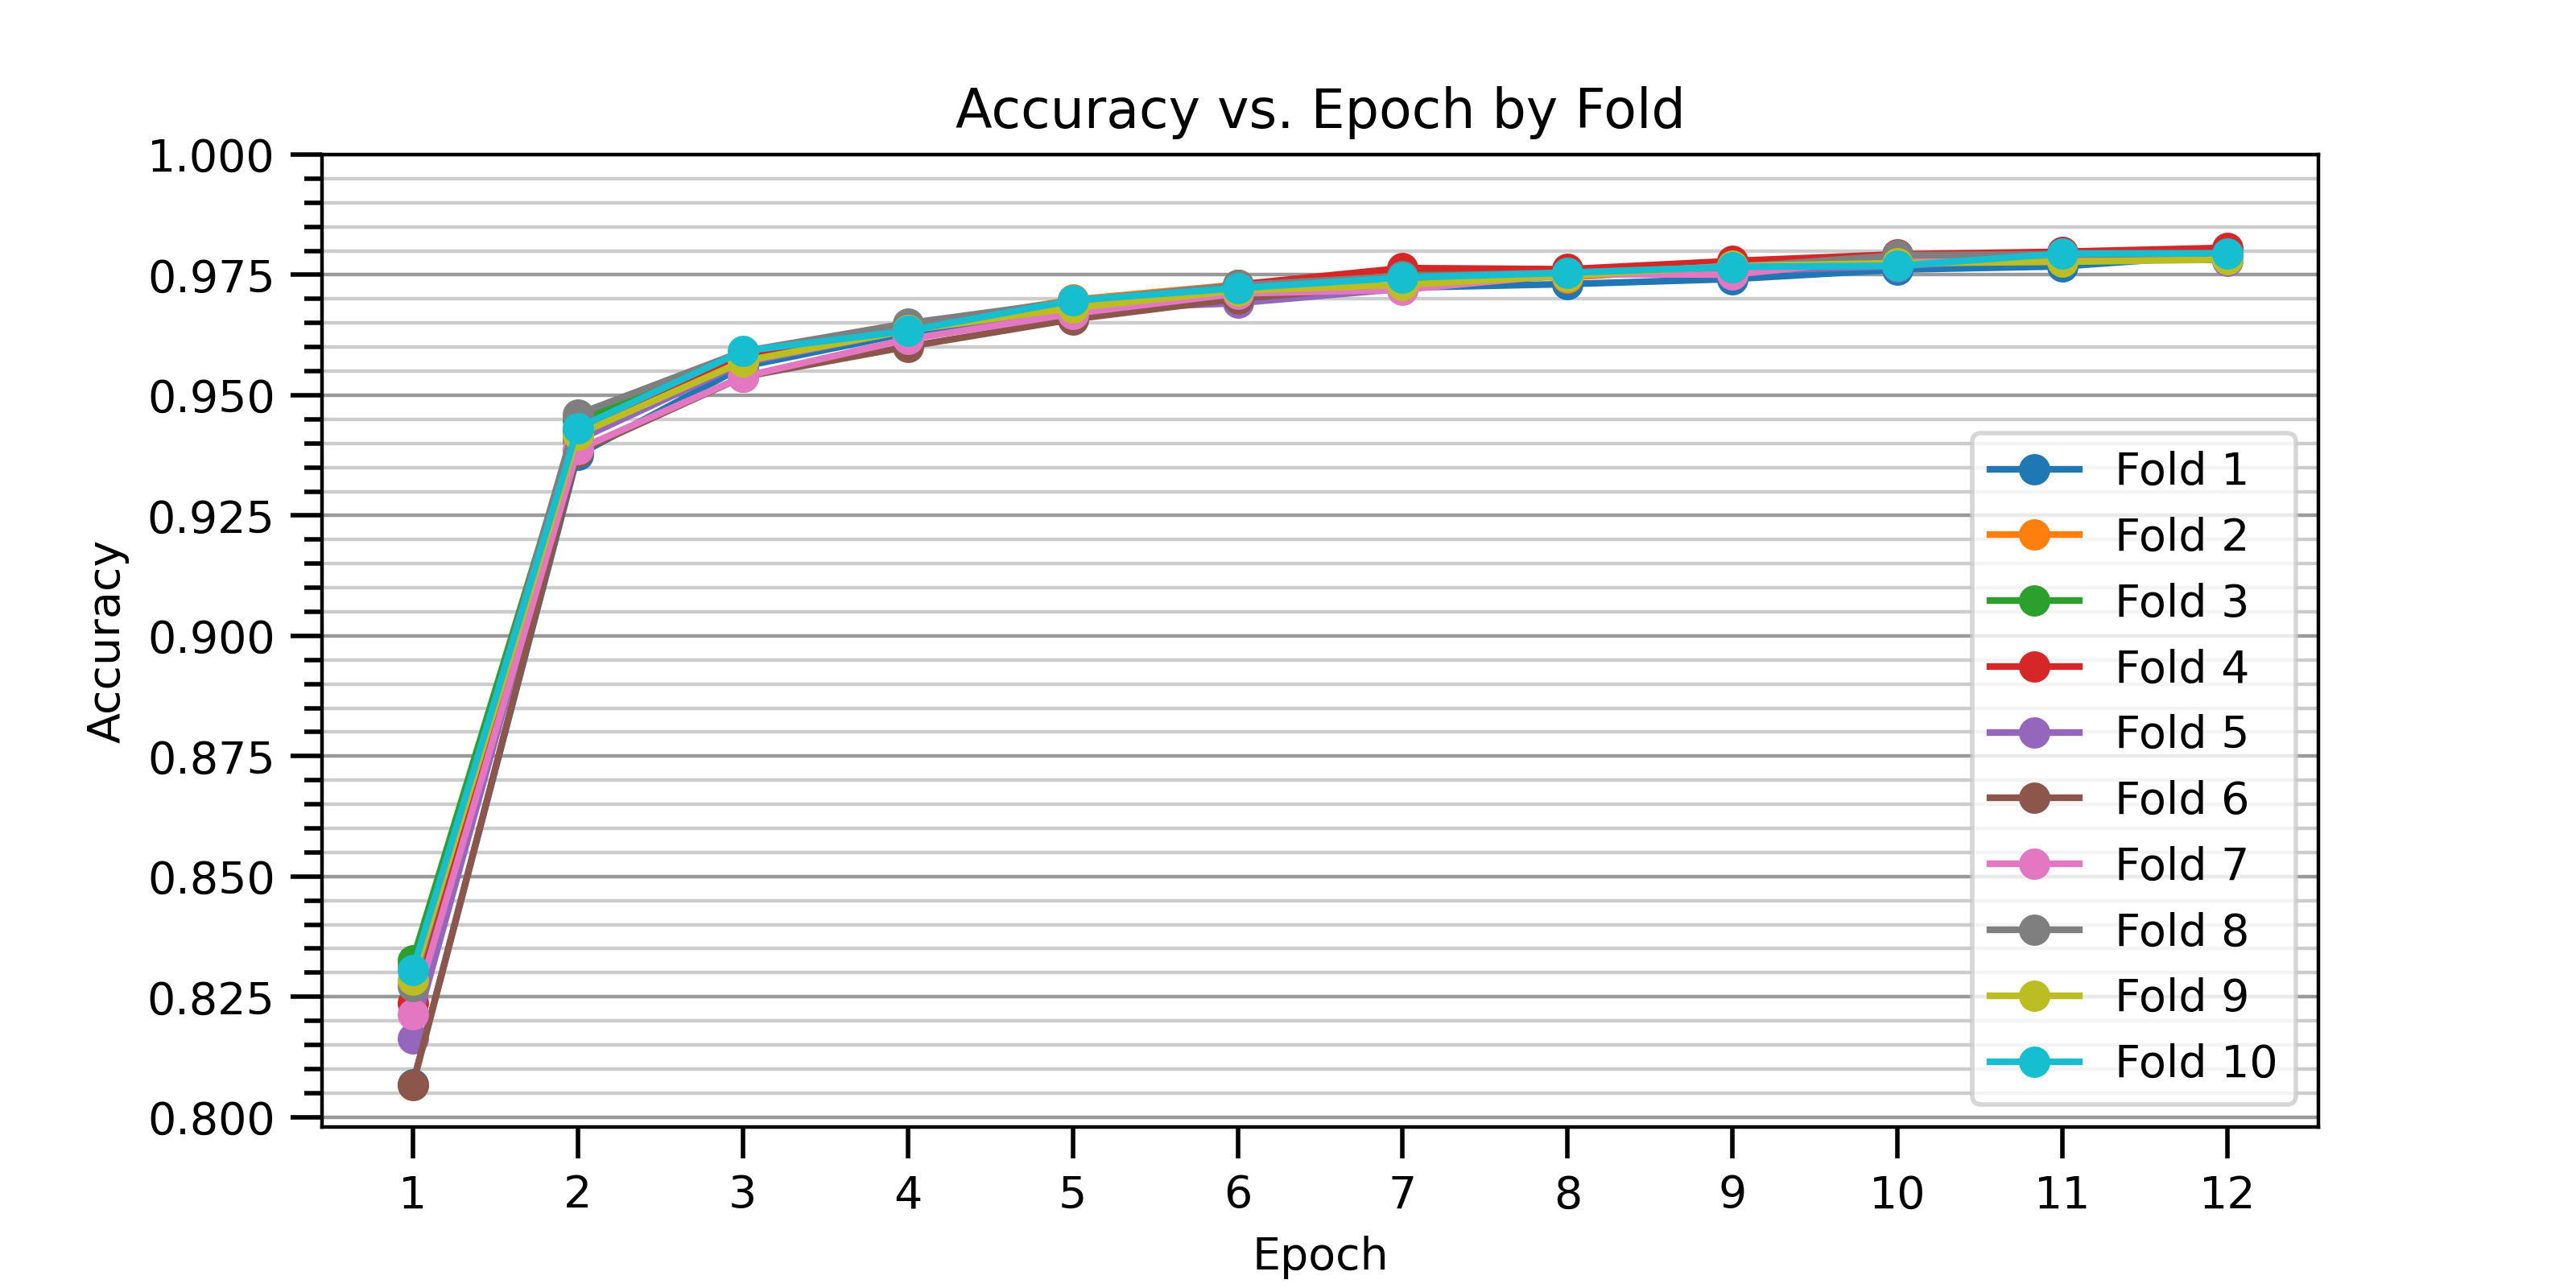 Accuracy vs. Epoch by Fold
Accuracy
1.000
0.975
0.950
0.925
0.900
0.875
0.850
0.825
0.800
Fold 1
Fold 2
Fold 3
Fold 4
Fold 5
Fold 6
Fold 7
Fold 8
Fold 9
Fold 10
1 2 3 4 5 6 7 8 9 10 11 12
Epoch